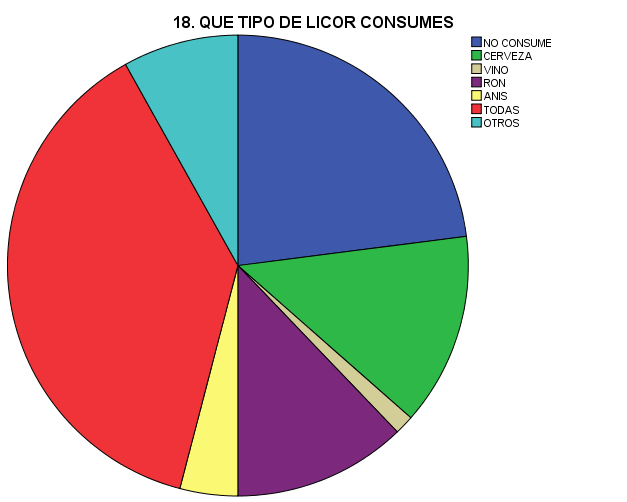 18. QUE TIPO DE LICOR CONSUMES
NO CONSUME
CERVEZA
VINO
RON
ANIS
TODAS
OTROS